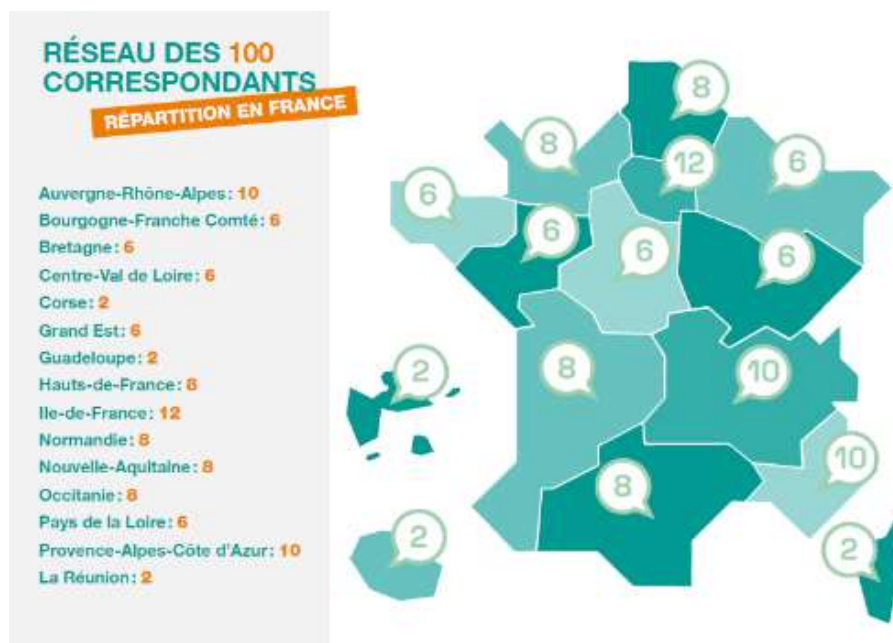 RÉSEAU DES 100
CORRESPONDANTS
RÉPARTITION EN FRANCE
Auvergne-Rhône-Alpes: 10
Bourgogne-Franche Comté: 6
Bretagne: 6
Centre-Val de Loire: 6
Corse: 2
Grand Est: 6
Guadeloupe: 2
Hauts-de-France: 8
Ile-de-France: 12
Normandie: 8
Nouvelle-Aquitaine: 8
Occitanie: 8
Pays de la Loire: 6
Provence-Alpes-Côte d'Azur: 10
La Réunion: 2
8
8
12
6
6
6
6
6
2
8
10
10
8
2
2